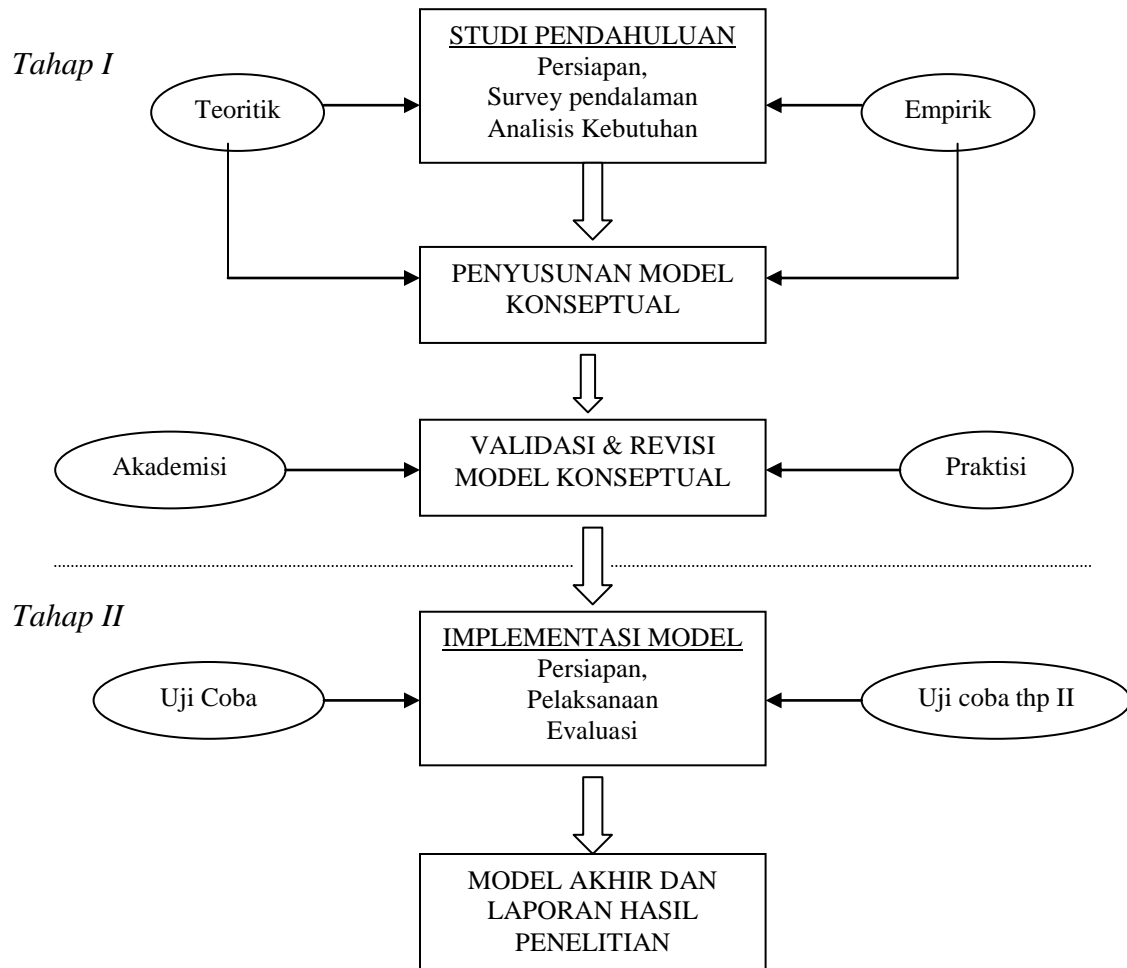 STUDI PENDAHULUAN
Persiapan,
Survey pendalaman
Analisis Kebutuhan
Tahap I
Teoritik
Empirik
PENYUSUNAN MODEL
KONSEPTUAL
Akademisi
VALIDASI & REVISI
MODEL KONSEPTUAL
Praktisi
Tahap II
IMPLEMENTASI MODEL
Persiapan,
Pelaksanaan
Evaluasi
Uji Coba
Uji coba thp II
MODEL AKHIR DAN
LAPORAN HASIL
PENELITIAN